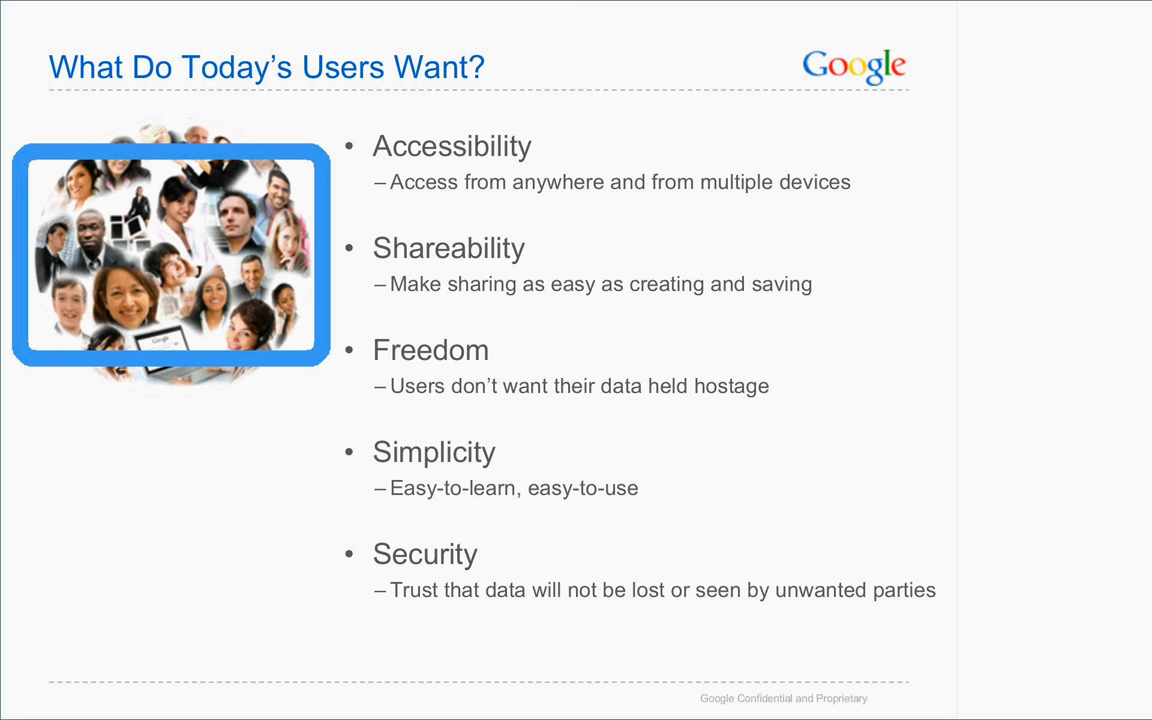 What Do Today’s Users Want?
Google
• Accessibility
– Access from anywhere and from multiple devices
• Shareability
– Make sharing as easy as creating and saving
• Freedom
– Users don’t want their data held hostage
• Simplicity
– Easy-to-learn, easy-to-use
• Security
– Trust that data will not be lost or seen by unwanted parties
Google
Google Confidential and Proprietary